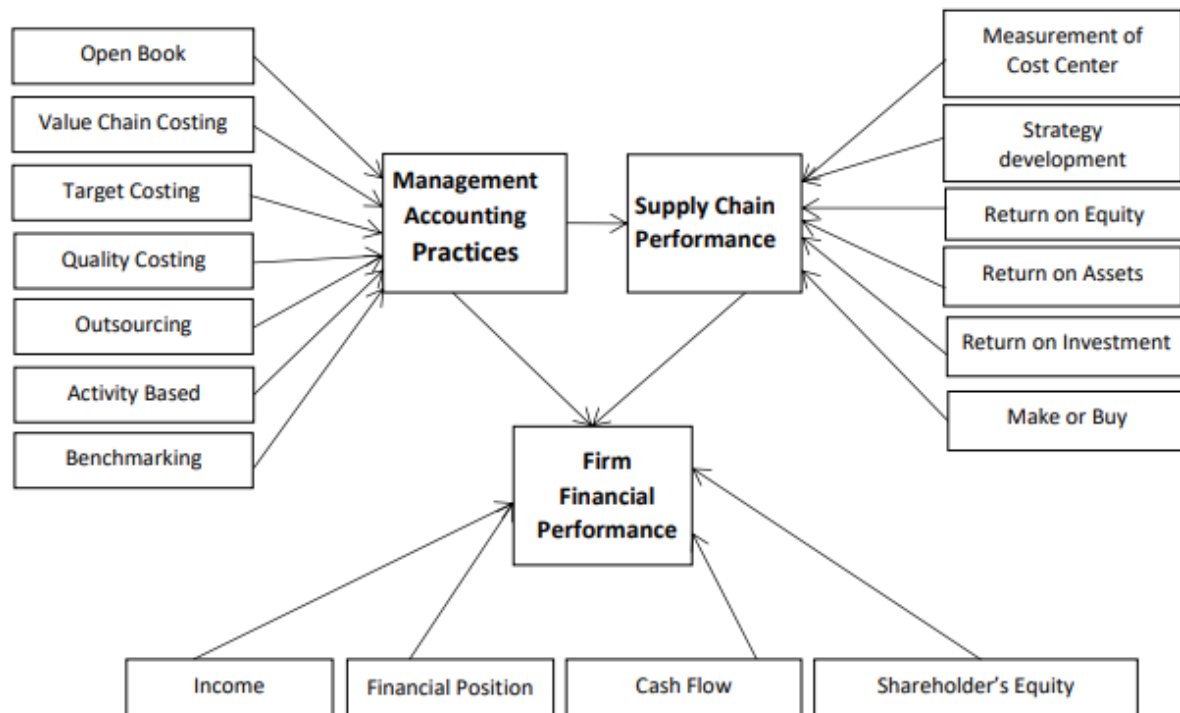 Open Book
Value Chain Costing
Target Costing
Quality Costing
Outsourcing
Activity Based
Benchmarking
Management
Accounting
Practices
Supply Chain
Performance
Measurement of
Cost Center
Strategy
development
Return on Equity
Return on Assets
Return on Investment
Make or Buy
Firm
Financial
Performance
Income
Financial Position
Cash Flow
Shareholder's Equity